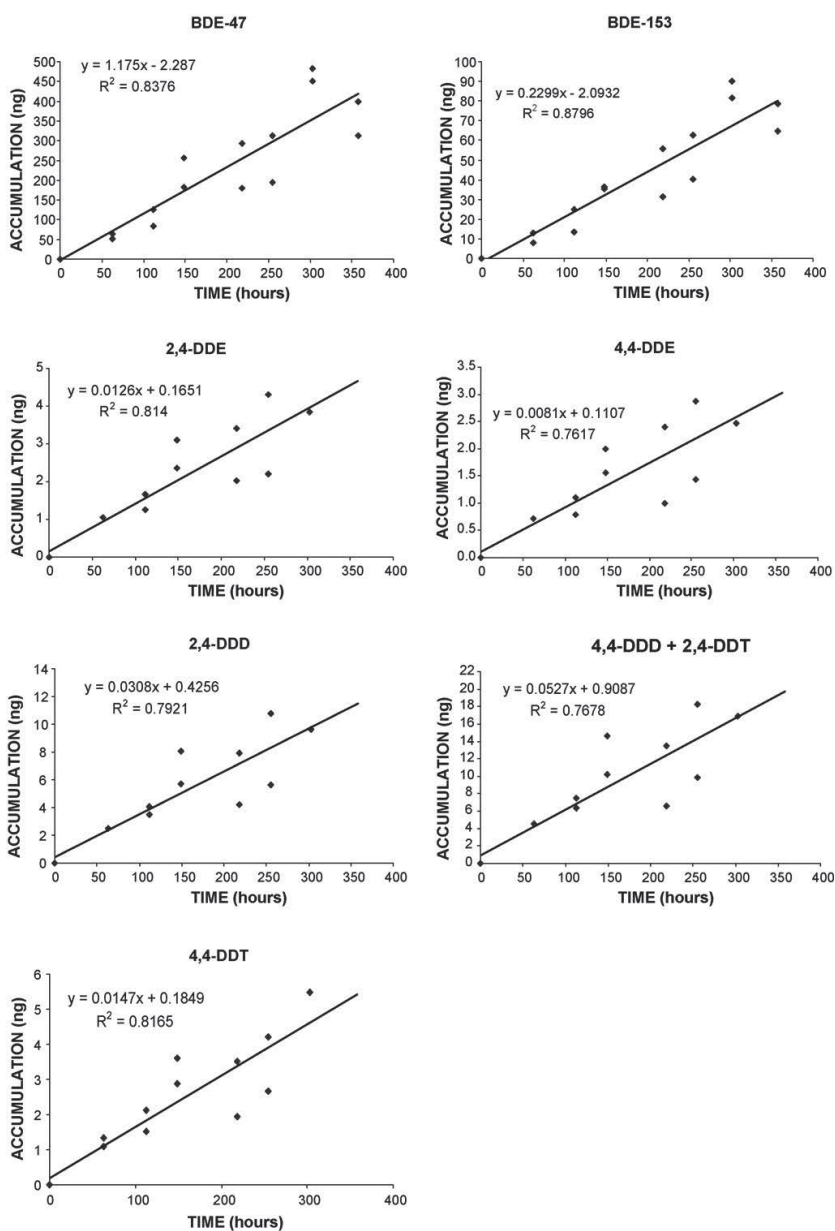 BDE-47
y = 1.175x - 2.287
R² = 0.8376
ACCUMULATION (ng)
500
450
400
350
300
250
200
150
100
50
0
0 50 100 150 200 250 300 350 400
TIME (hours)
BDE-153
y = 0.2299x - 2.0932
R² = 0.8796
ACCUMULATION (ng)
100
90
80
70
60
50
40
30
20
10
0
0 50 100 150 200 250 300 350 400
TIME (hours)
2,4-DDE
y = 0.0126x + 0.1651
R² = 0.814
ACCUMULATION (ng)
5
4
3
2
1
0
0 50 100 150 200 250 300 350 400
TIME (hours)
4,4-DDE
y = 0.0081x + 0.1107
R² = 0.7617
ACCUMULATION (ng)
3.5
3.0
2.5
2.0
1.5
1.0
0.5
0.0
0 50 100 150 200 250 300 350 400
TIME (hours)
2,4-DDD
y = 0.0308x + 0.4256
R² = 0.7921
ACCUMULATION (ng)
14
12
10
8
6
4
2
0
0 50 100 150 200 250 300 350 400
TIME (hours)
4,4-DDD + 2,4-DDT
y = 0.0527x + 0.9087
R² = 0.7678
ACCUMULATION (ng)
22
20
18
16
14
12
10
8
6
4
2
0
0 50 100 150 200 250 300 350 400
TIME (hours)
4,4-DDT
y = 0.0147x + 0.1849
R² = 0.8165
ACCUMULATION (ng)
6
5
4
3
2
1
0
0 100 200 300 400
TIME (hours)